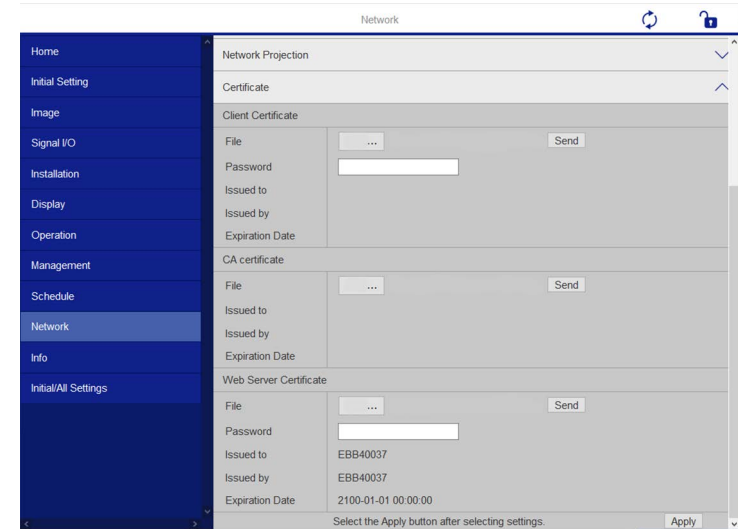 Network
Home
Initial Setting
Image
Signal I/O
Installation
Display
Operation
Management
Schedule
Network
Info
Initial/All Settings
Network Projection
Certificate
Client Certificate
File ... Send
Password
Issued to
Issued by
Expiration Date
CA certificate
File ... Send
Issued to
Issued by
Expiration Date
Web Server Certificate
File ... Send
Password
Issued to EBB40037
Issued by EBB40037
Expiration Date 2100-01-01 00:00:00
Select the Apply button after selecting settings. Apply